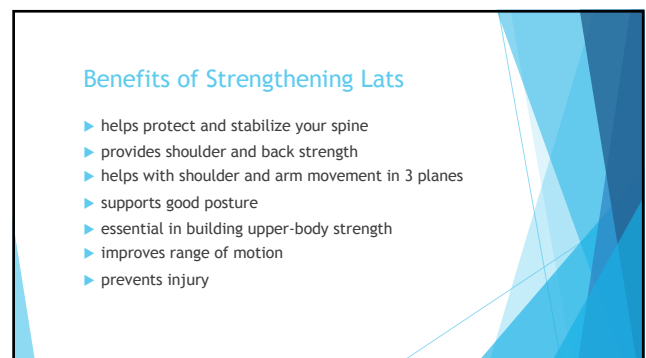 Benefits of Strengthening Lats
helps protect and stabilize your spine
provides shoulder and back strength
helps with shoulder and arm movement in 3 planes
supports good posture
essential in building upper-body strength
improves range of motion
prevents injury